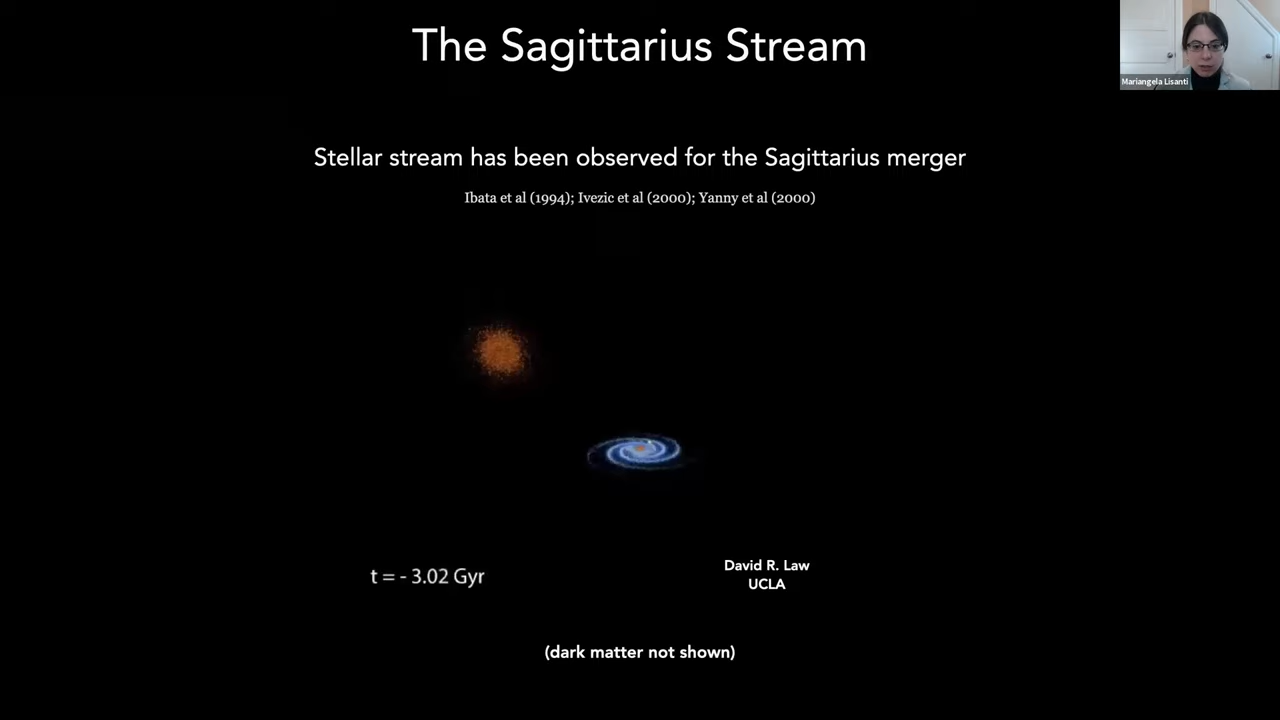 The Sagittarius Stream
Mariangela Lisanti
Stellar stream has been observed for the Sagittarius merger
Ibata et al (1994); Ivezic et al (2000); Yanny et al (2000)
t = - 3.02 Gyr
David R. Law
UCLA
(dark matter not shown)